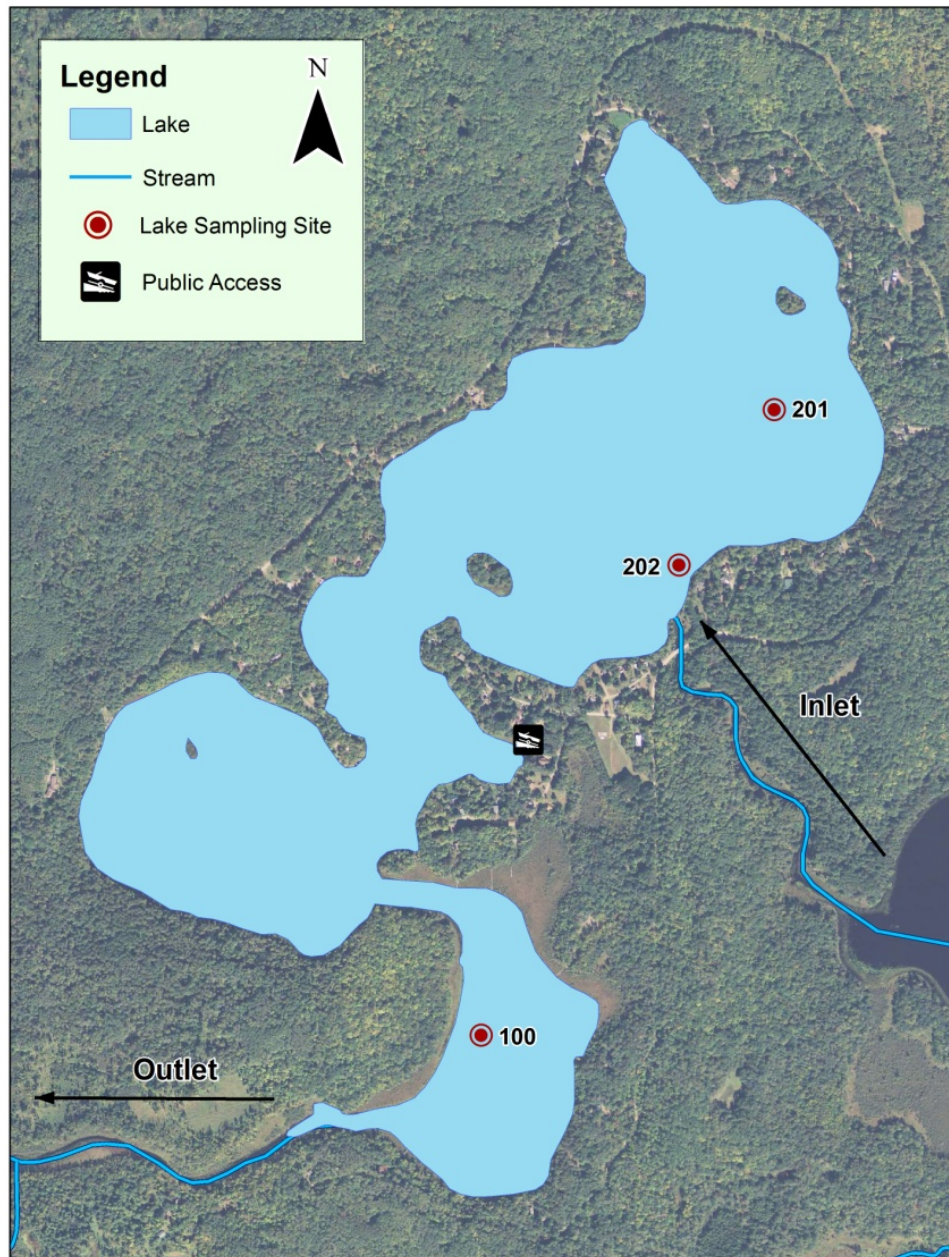 Legend
N
Lake
Stream
Lake Sampling Site
Public Access
201
202
Inlet
100
Outlet